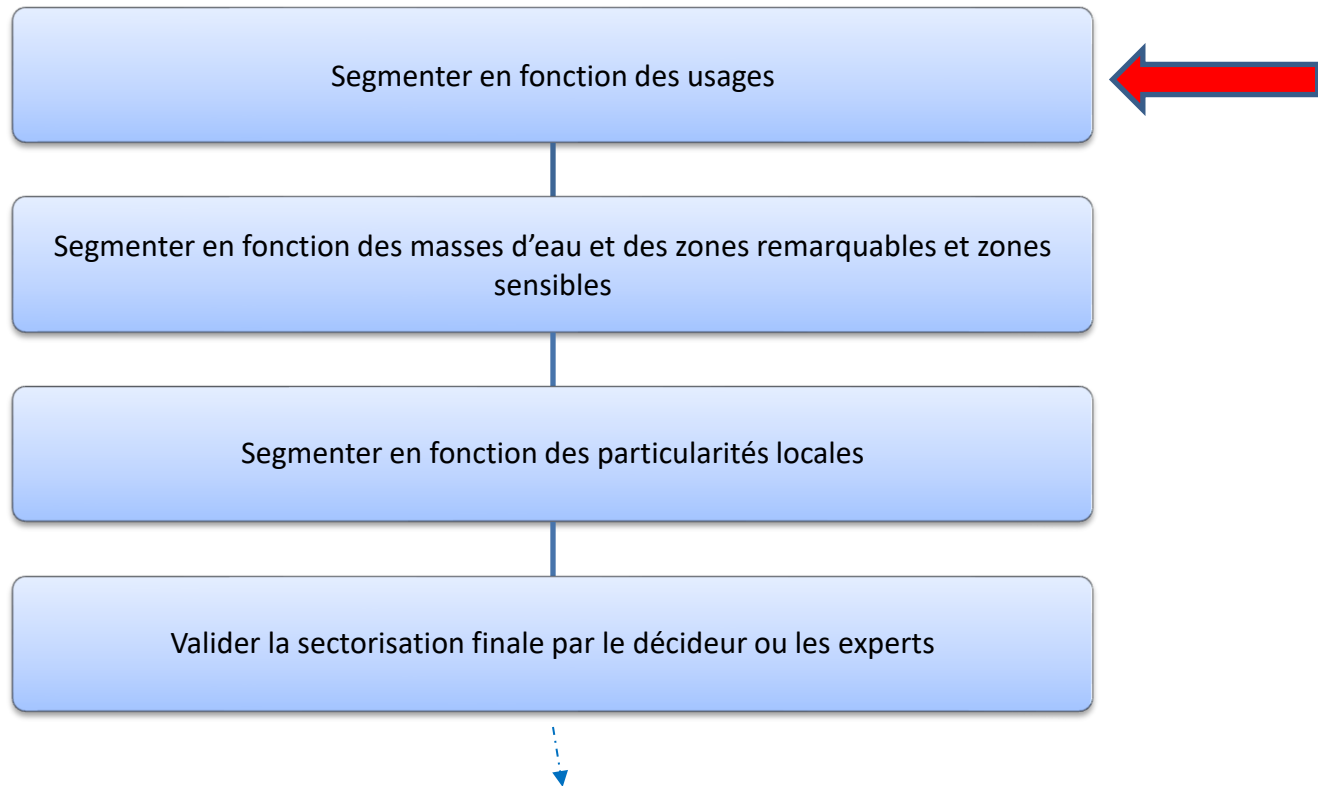 Segmenter en fonction des usages
Segmenter en fonction des masses d’eau et des zones remarquables et zones
sensibles
Segmenter en fonction des particularités locales
Valider la sectorisation finale par le décideur ou les experts